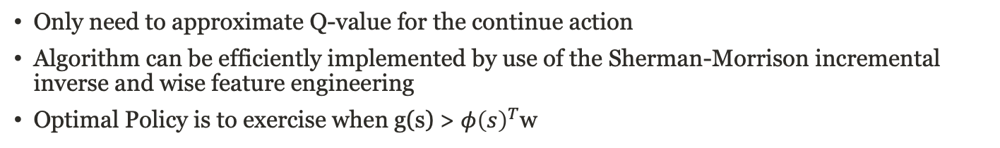 • Only need to approximate Q-value for the continue action
• Algorithm can be efficiently implemented by use of the Sherman-Morrison incremental
inverse and wise feature engineering
• Optimal Policy is to exercise when g(s) > 𝜙(𝑠)ᵀw